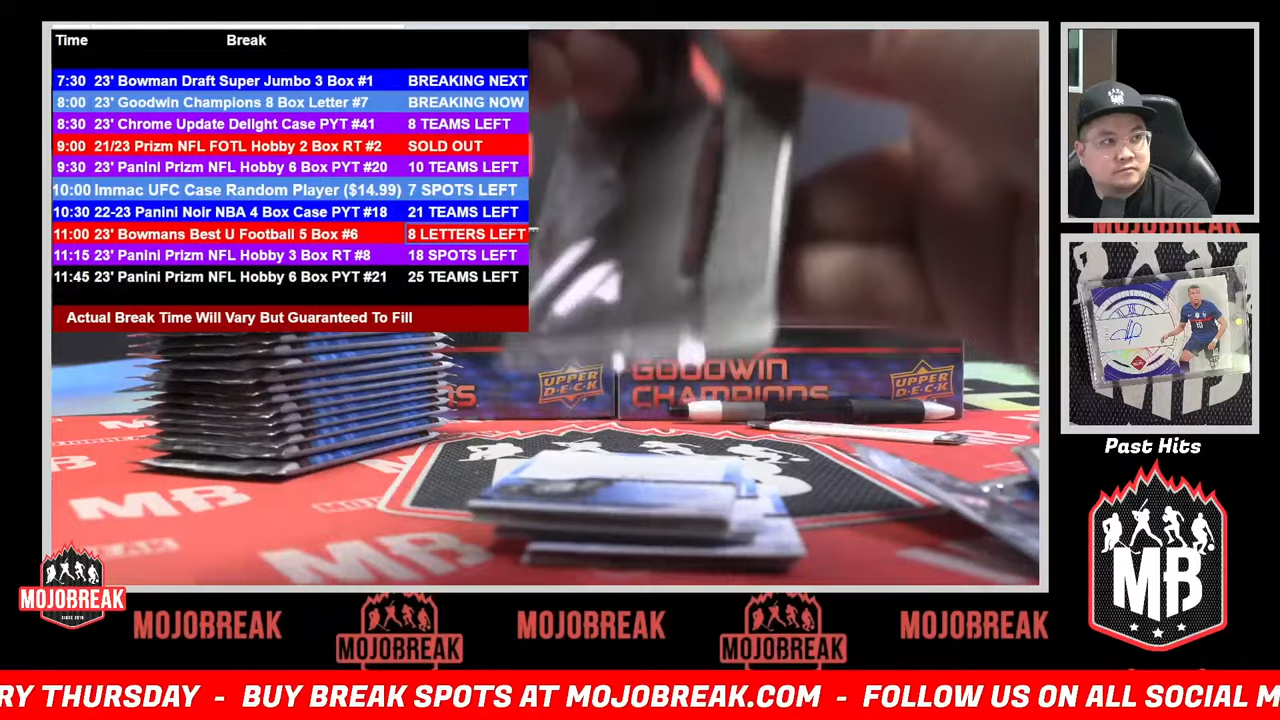 Time Break
7:30 23' Bowman Draft Super Jumbo 3 Box #1 BREAKING NEXT
8:00 23' Goodwin Champions 8 Box Letter #7 BREAKING NOW
8:30 23' Chrome Update Delight Case PYT #41 8 TEAMS LEFT
9:00 21/23 Prizm NFL FOTL Hobby 2 Box RT #2 SOLD OUT
9:30 23' Panini Prizm NFL Hobby 6 Box PYT #20 10 TEAMS LEFT
10:00 Immac UFC Case Random Player ($14.99) 7 SPOTS LEFT
10:30 22-23 Panini Noir NBA 4 Box Case PYT #18 21 TEAMS LEFT
11:00 23' Bowmans Best U Football 5 Box #6 8 LETTERS LEFT
11:15 23' Panini Prizm NFL Hobby 3 Box RT #8 18 SPOTS LEFT
11:45 23' Panini Prizm NFL Hobby 6 Box PYT #21 25 TEAMS LEFT
Actual Break Time Will Vary But Guaranteed To Fill
UPPER DECK
GOODWIN CHAMPIONS
UPPER DECK
MB
MB
Past Hits
MB
MOJOBREAK
SINCE 2015
MOJOBREAK
MOJOBREAK
MOJOBREAK
MOJOBREAK
MOJOBREAK
RY THURSDAY - BUY BREAK SPOTS AT MOJOBREAK.COM - FOLLOW US ON ALL SOCIAL M